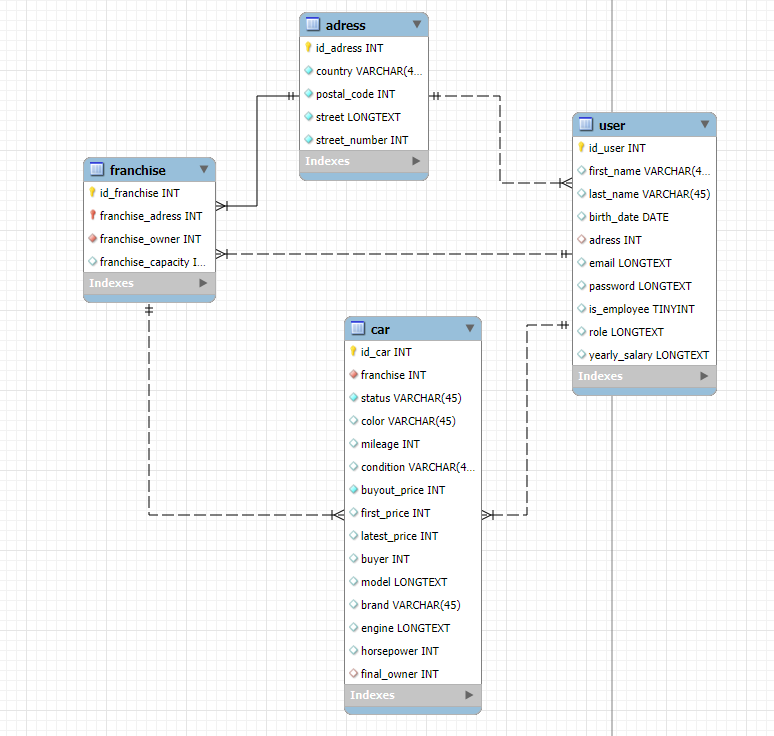 adress
id_adress INT
country VARCHAR(4...
postal_code INT
street LONGTEXT
street_number INT
Indexes
user
id_user INT
first_name VARCHAR(4...
last_name VARCHAR(45)
birth_date DATE
adress INT
email LONGTEXT
password LONGTEXT
is_employee TINYINT
role LONGTEXT
yearly_salary LONGTEXT
Indexes
franchise
id_franchise INT
franchise_adress INT
franchise_owner INT
franchise_capacity I...
Indexes
car
id_car INT
franchise INT
status VARCHAR(45)
color VARCHAR(45)
mileage INT
condition VARCHAR(4...
buyout_price INT
first_price INT
latest_price INT
buyer INT
model LONGTEXT
brand VARCHAR(45)
engine LONGTEXT
horsepower INT
final_owner INT
Indexes